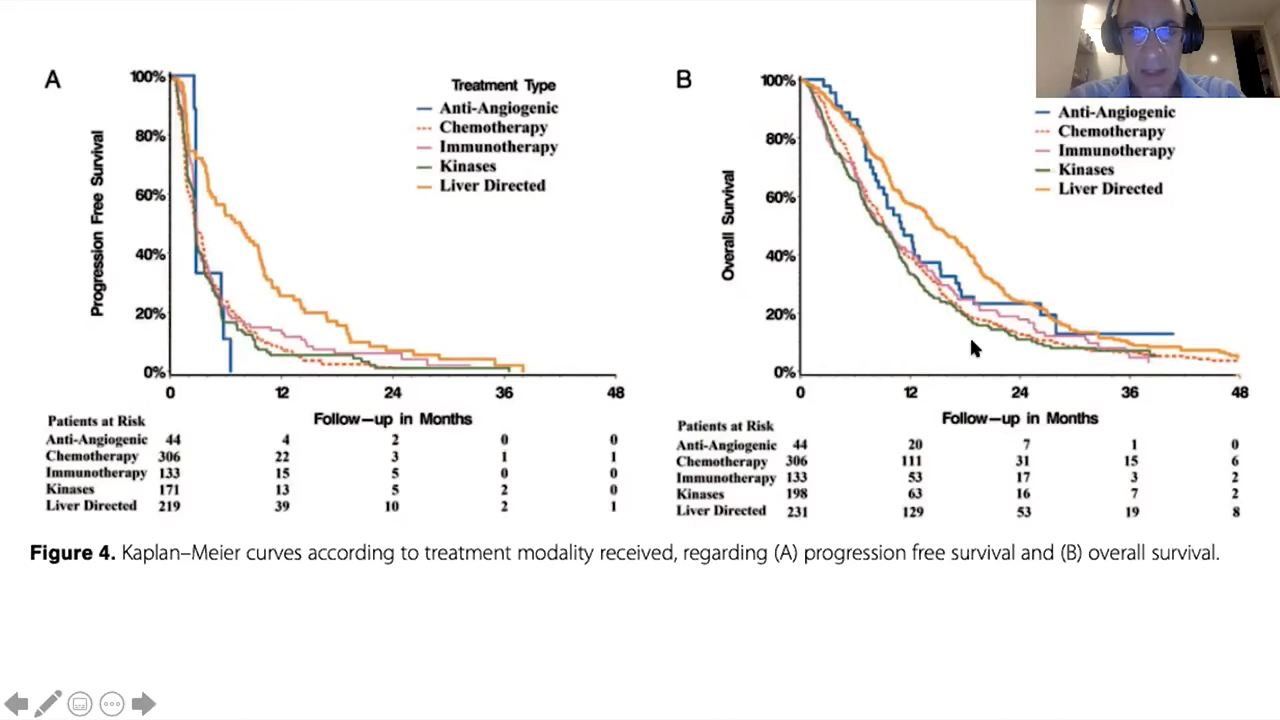 A
100%
80%
60%
40%
20%
0%
Progression Free Survival
Treatment Type
Anti-Angiogenic
Chemotherapy
Immunotherapy
Kinases
Liver Directed
0 12 24 36 48
Follow-up in Months
Patients at Risk
Anti-Angiogenic 44 4 2 0 0
Chemotherapy 306 22 3 1 1
Immunotherapy 133 15 5 0 0
Kinases 171 13 5 2 0
Liver Directed 219 39 10 2 1
B
100%
80%
60%
40%
20%
0%
Overall Survival
Anti-Angiogenic
Chemotherapy
Immunotherapy
Kinases
Liver Directed
0 12 24 36 48
Follow-up in Months
Patients at Risk
Anti-Angiogenic 44 20 7 1 0
Chemotherapy 306 111 31 15 6
Immunotherapy 133 53 17 3 2
Kinases 198 63 16 7 2
Liver Directed 231 129 53 19 8
Figure 4. Kaplan–Meier curves according to treatment modality received, regarding (A) progression free survival and (B) overall survival.